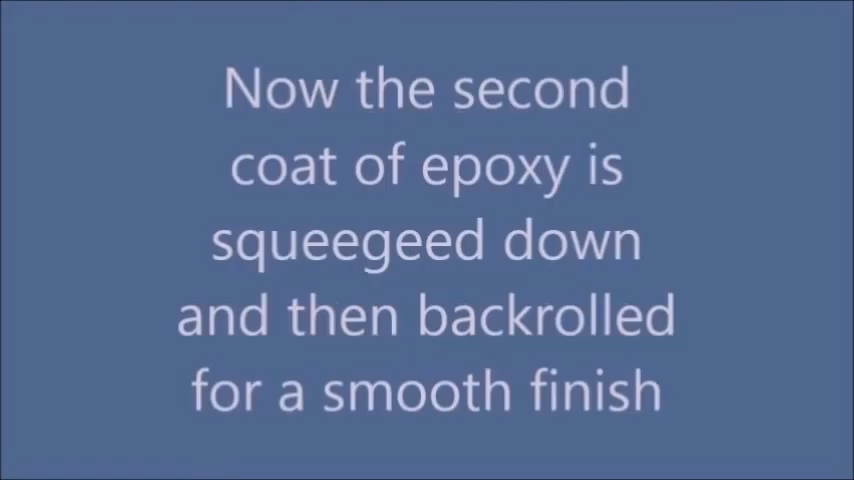 Now the second
coat of epoxy is
squeegeed down
and then backrolled
for a smooth finish